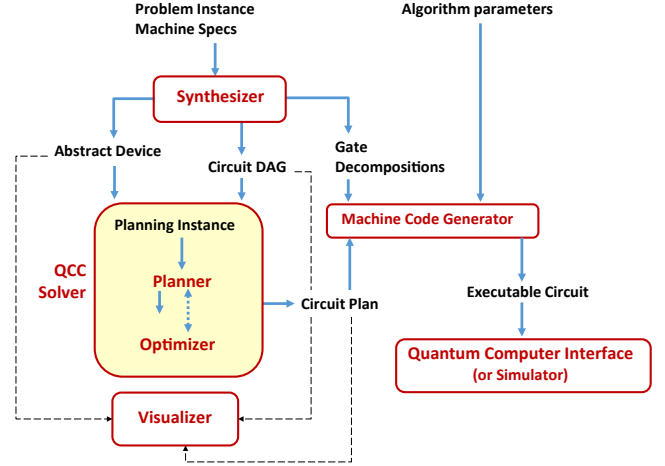 Problem Instance
Machine Specs
Algorithm parameters
Synthesizer
Abstract Device
Circuit DAG
Gate
Decompositions
Planning Instance
Machine Code Generator
QCC
Solver
Planner
Optimizer
Circuit Plan
Executable Circuit
Quantum Computer Interface
(or Simulator)
Visualizer